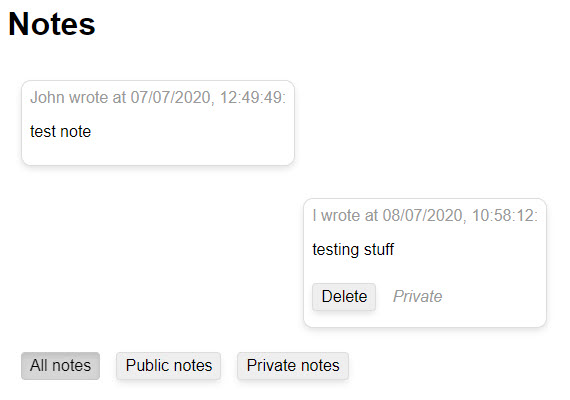 Notes
John wrote at 07/07/2020, 12:49:49:
test note
I wrote at 08/07/2020, 10:58:12:
testing stuff
Delete Private
All notes Public notes Private notes